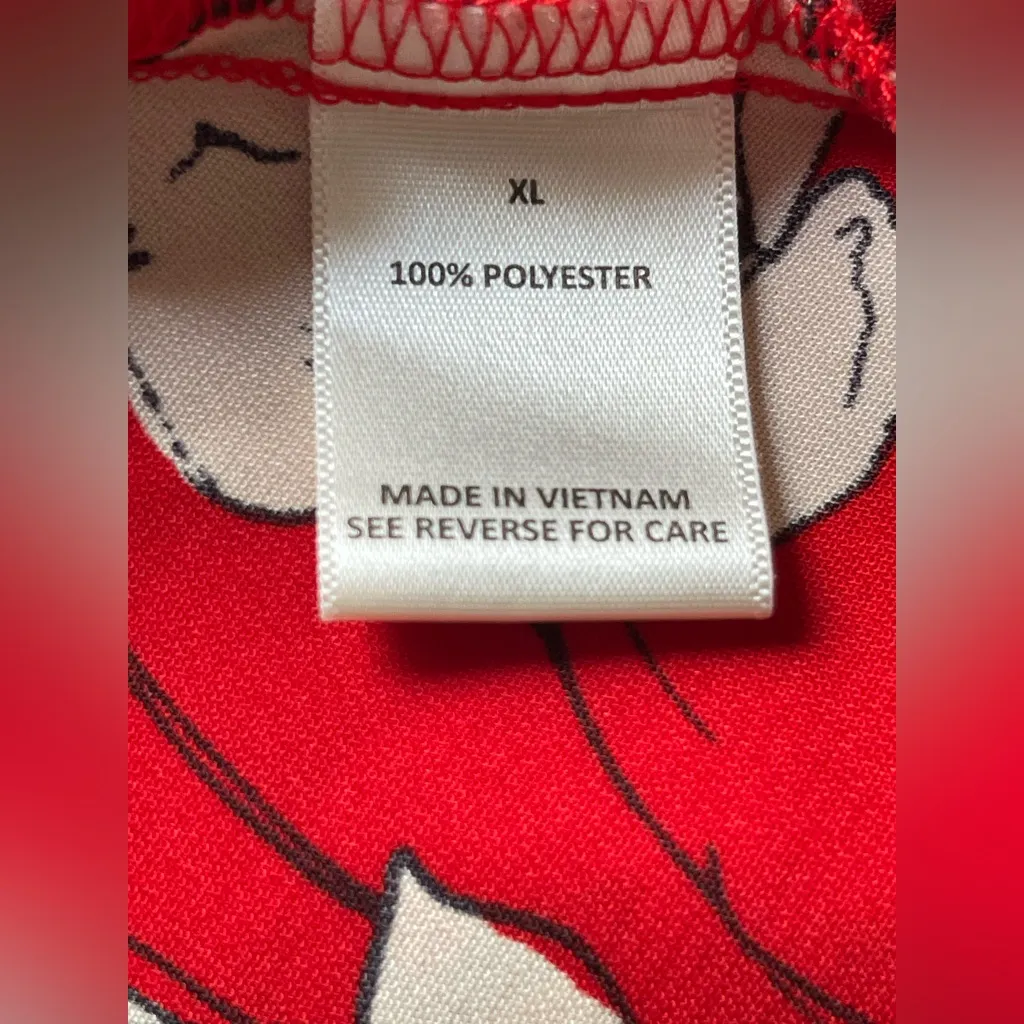 XL
100% POLYESTER
MADE IN VIETNAM
SEE REVERSE FOR CARE